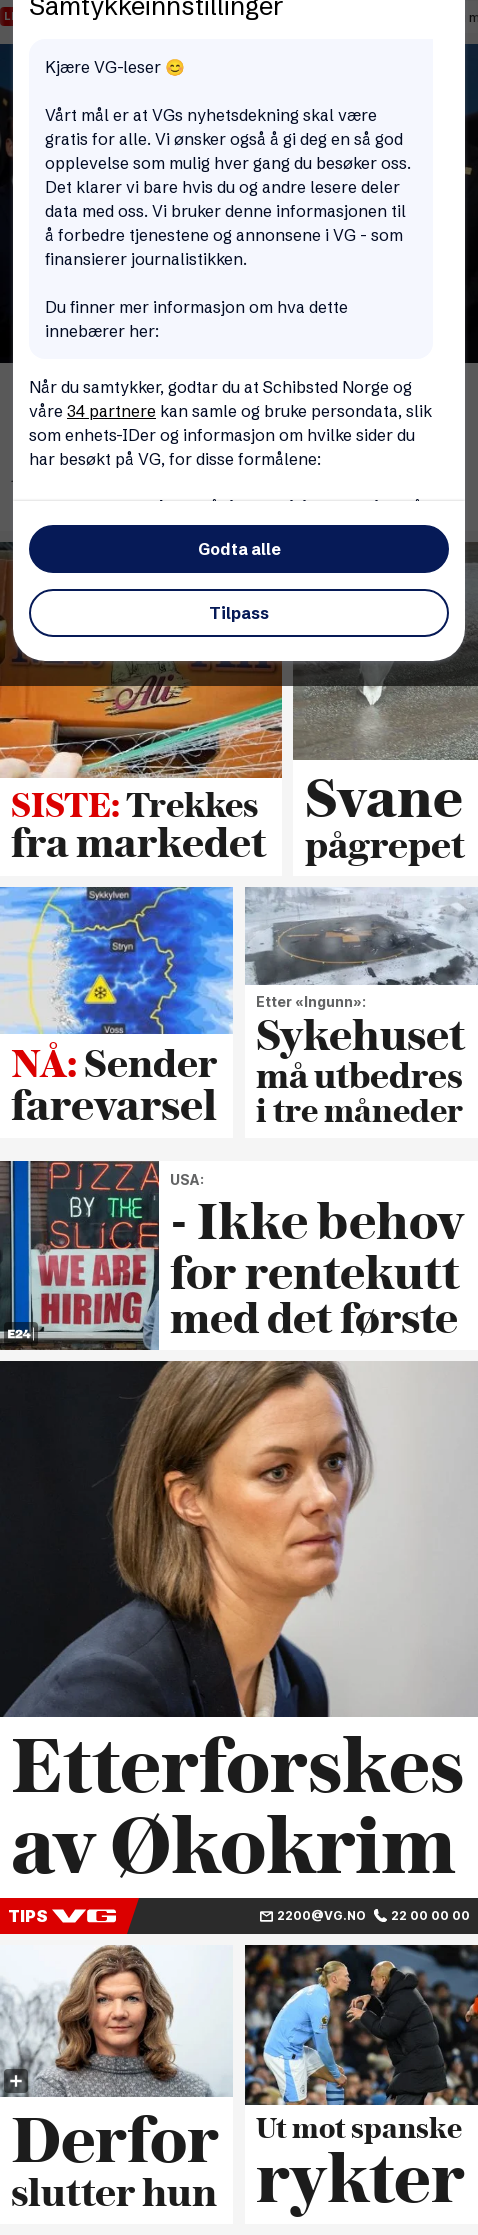 Samtykkeinnstillinger
Kjære VG-leser 😊
Vårt mål er at VGs nyhetsdekning skal være
gratis for alle. Vi ønsker også å gi deg en så god
opplevelse som mulig hver gang du besøker oss.
Det klarer vi bare hvis du og andre lesere deler
data med oss. Vi bruker denne informasjonen til
å forbedre tjenestene og annonsene i VG - som
finansierer journalistikken.
Du finner mer informasjon om hva dette
innebærer her:
Når du samtykker, godtar du at Schibsted Norge og
våre 34 partnere kan samle og bruke persondata, slik
som enhets-IDer og informasjon om hvilke sider du
har besøkt på VG, for disse formålene:
Godta alle
Tilpass
Ali
SISTE: Trekkes
fra markedet
Svane
pågrepet
Sykkylven
Stryn
Voss
NÅ: Sender
farevarsel
Etter «Ingunn»:
Sykehuset
må utbedres
i tre måneder
PiZZA
BY THE
SLICE
WE ARE
HIRING
E24
USA:
- Ikke behov
for rentekutt
med det første
Etterforskes
av Økokrim
TIPS VG
2200@VG.NO
22 00 00 00
Derfor
slutter hun
Ut mot spanske
rykter